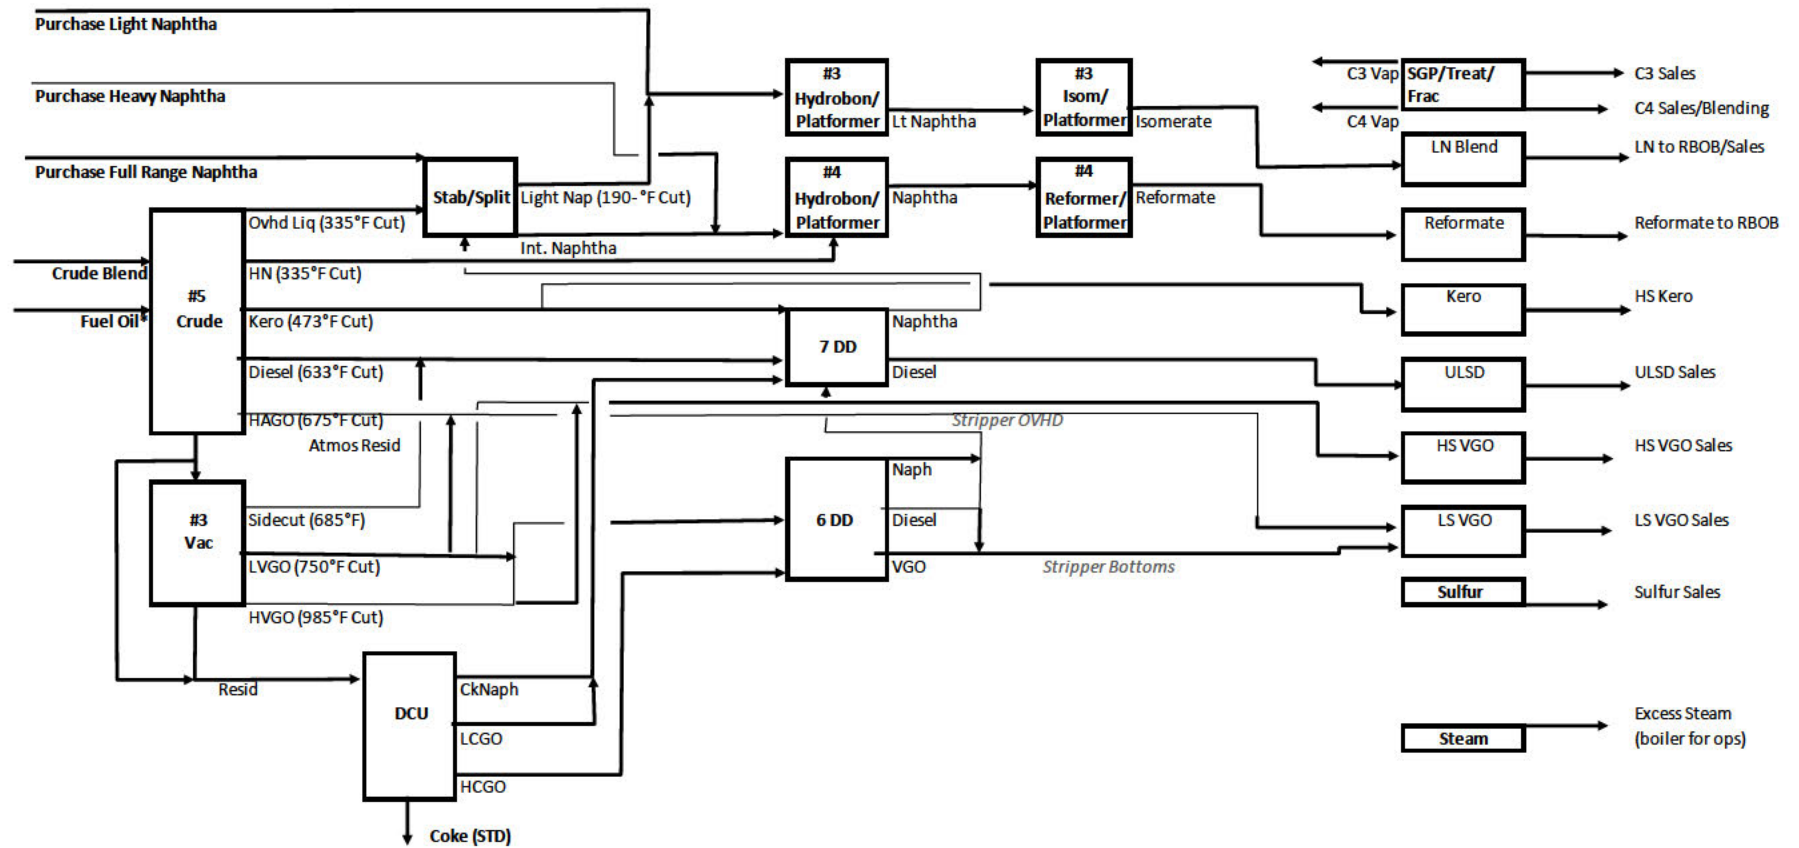 Purchase Light Naphtha
Purchase Heavy Naphtha
Purchase Full Range Naphtha
Crude Blend
Fuel Oil*
#5
Crude
Ovhd Liq (335°F Cut)
HN (335°F Cut)
Kero (473°F Cut)
Diesel (633°F Cut)
HAGO (675°F Cut)
Atmos Resid
#3
Vac
Sidecut (685°F)
LVGO (750°F Cut)
HVGO (985°F Cut)
Resid
DCU
CkNaph
LCGO
HCGO
Coke (STD)
Stab/Split
Light Nap (190-°F Cut)
Int. Naphtha
#3
Hydrobon/
Platformer
Lt Naphtha
#3
Isom/
Platformer
Isomerate
#4
Hydrobon/
Platformer
Naphtha
#4
Reformer/
Platformer
Reformate
7 DD
Naphtha
Diesel
Stripper OVHD
6 DD
Naph
Diesel
VGO
Stripper Bottoms
C3 Vap
C4 Vap
SGP/Treat/
Frac
C3 Sales
C4 Sales/Blending
LN Blend
LN to RBOB/Sales
Reformate
Reformate to RBOB
Kero
HS Kero
ULSD
ULSD Sales
HS VGO
HS VGO Sales
LS VGO
LS VGO Sales
Sulfur
Sulfur Sales
Steam
Excess Steam
(boiler for ops)